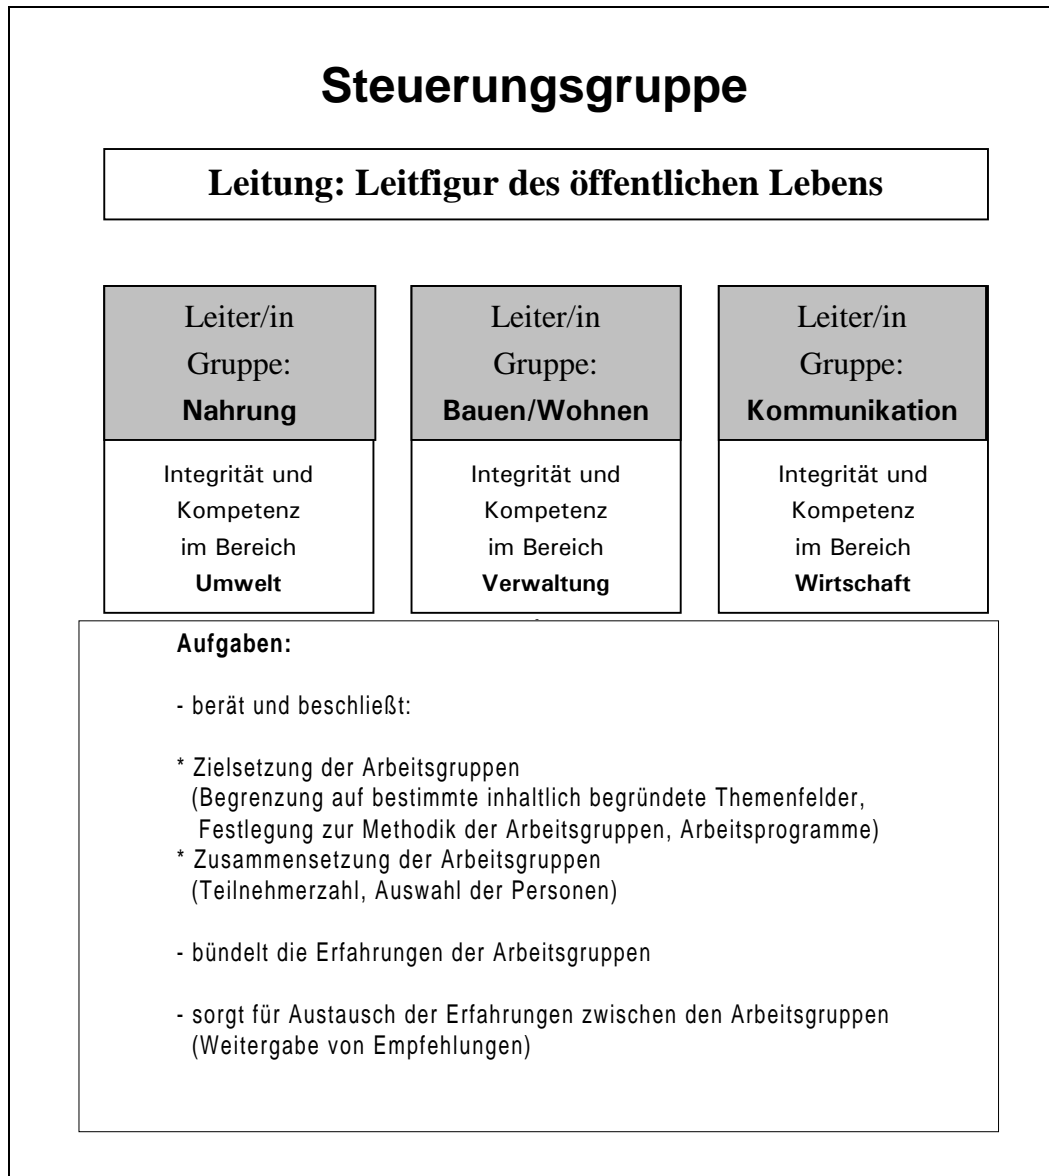 Steuerungsgruppe
Leitung: Leitfigur des öffentlichen Lebens
Leiter/in
Gruppe:
Nahrung
Integrität und
Kompetenz
im Bereich
Umwelt
Leiter/in
Gruppe:
Bauen/Wohnen
Integrität und
Kompetenz
im Bereich
Verwaltung
Leiter/in
Gruppe:
Kommunikation
Integrität und
Kompetenz
im Bereich
Wirtschaft
Aufgaben:
- berät und beschließt:
* Zielsetzung der Arbeitsgruppen
(Begrenzung auf bestimmte inhaltlich begründete Themenfelder,
Festlegung zur Methodik der Arbeitsgruppen, Arbeitsprogramme)
* Zusammensetzung der Arbeitsgruppen
(Teilnehmerzahl, Auswahl der Personen)
- bündelt die Erfahrungen der Arbeitsgruppen
- sorgt für Austausch der Erfahrungen zwischen den Arbeitsgruppen
(Weitergabe von Empfehlungen)